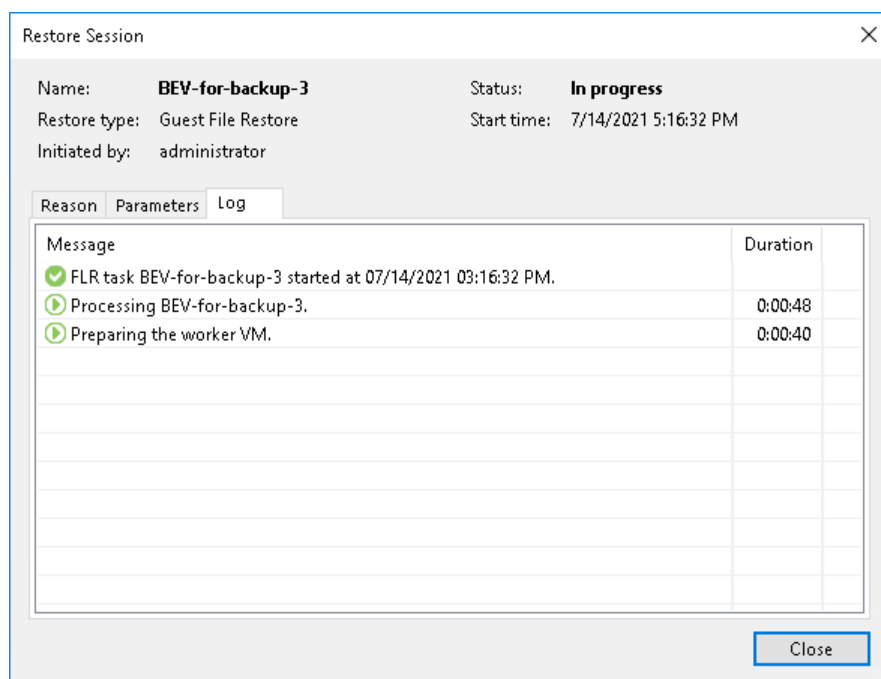 Restore Session
Name: BEV-for-backup-3 Status: In progress
Restore type: Guest File Restore Start time: 7/14/2021 5:16:32 PM
Initiated by: administrator
Reason Parameters Log
Message Duration
FLR task BEV-for-backup-3 started at 07/14/2021 03:16:32 PM.
Processing BEV-for-backup-3. 0:00:48
Preparing the worker VM. 0:00:40
Close